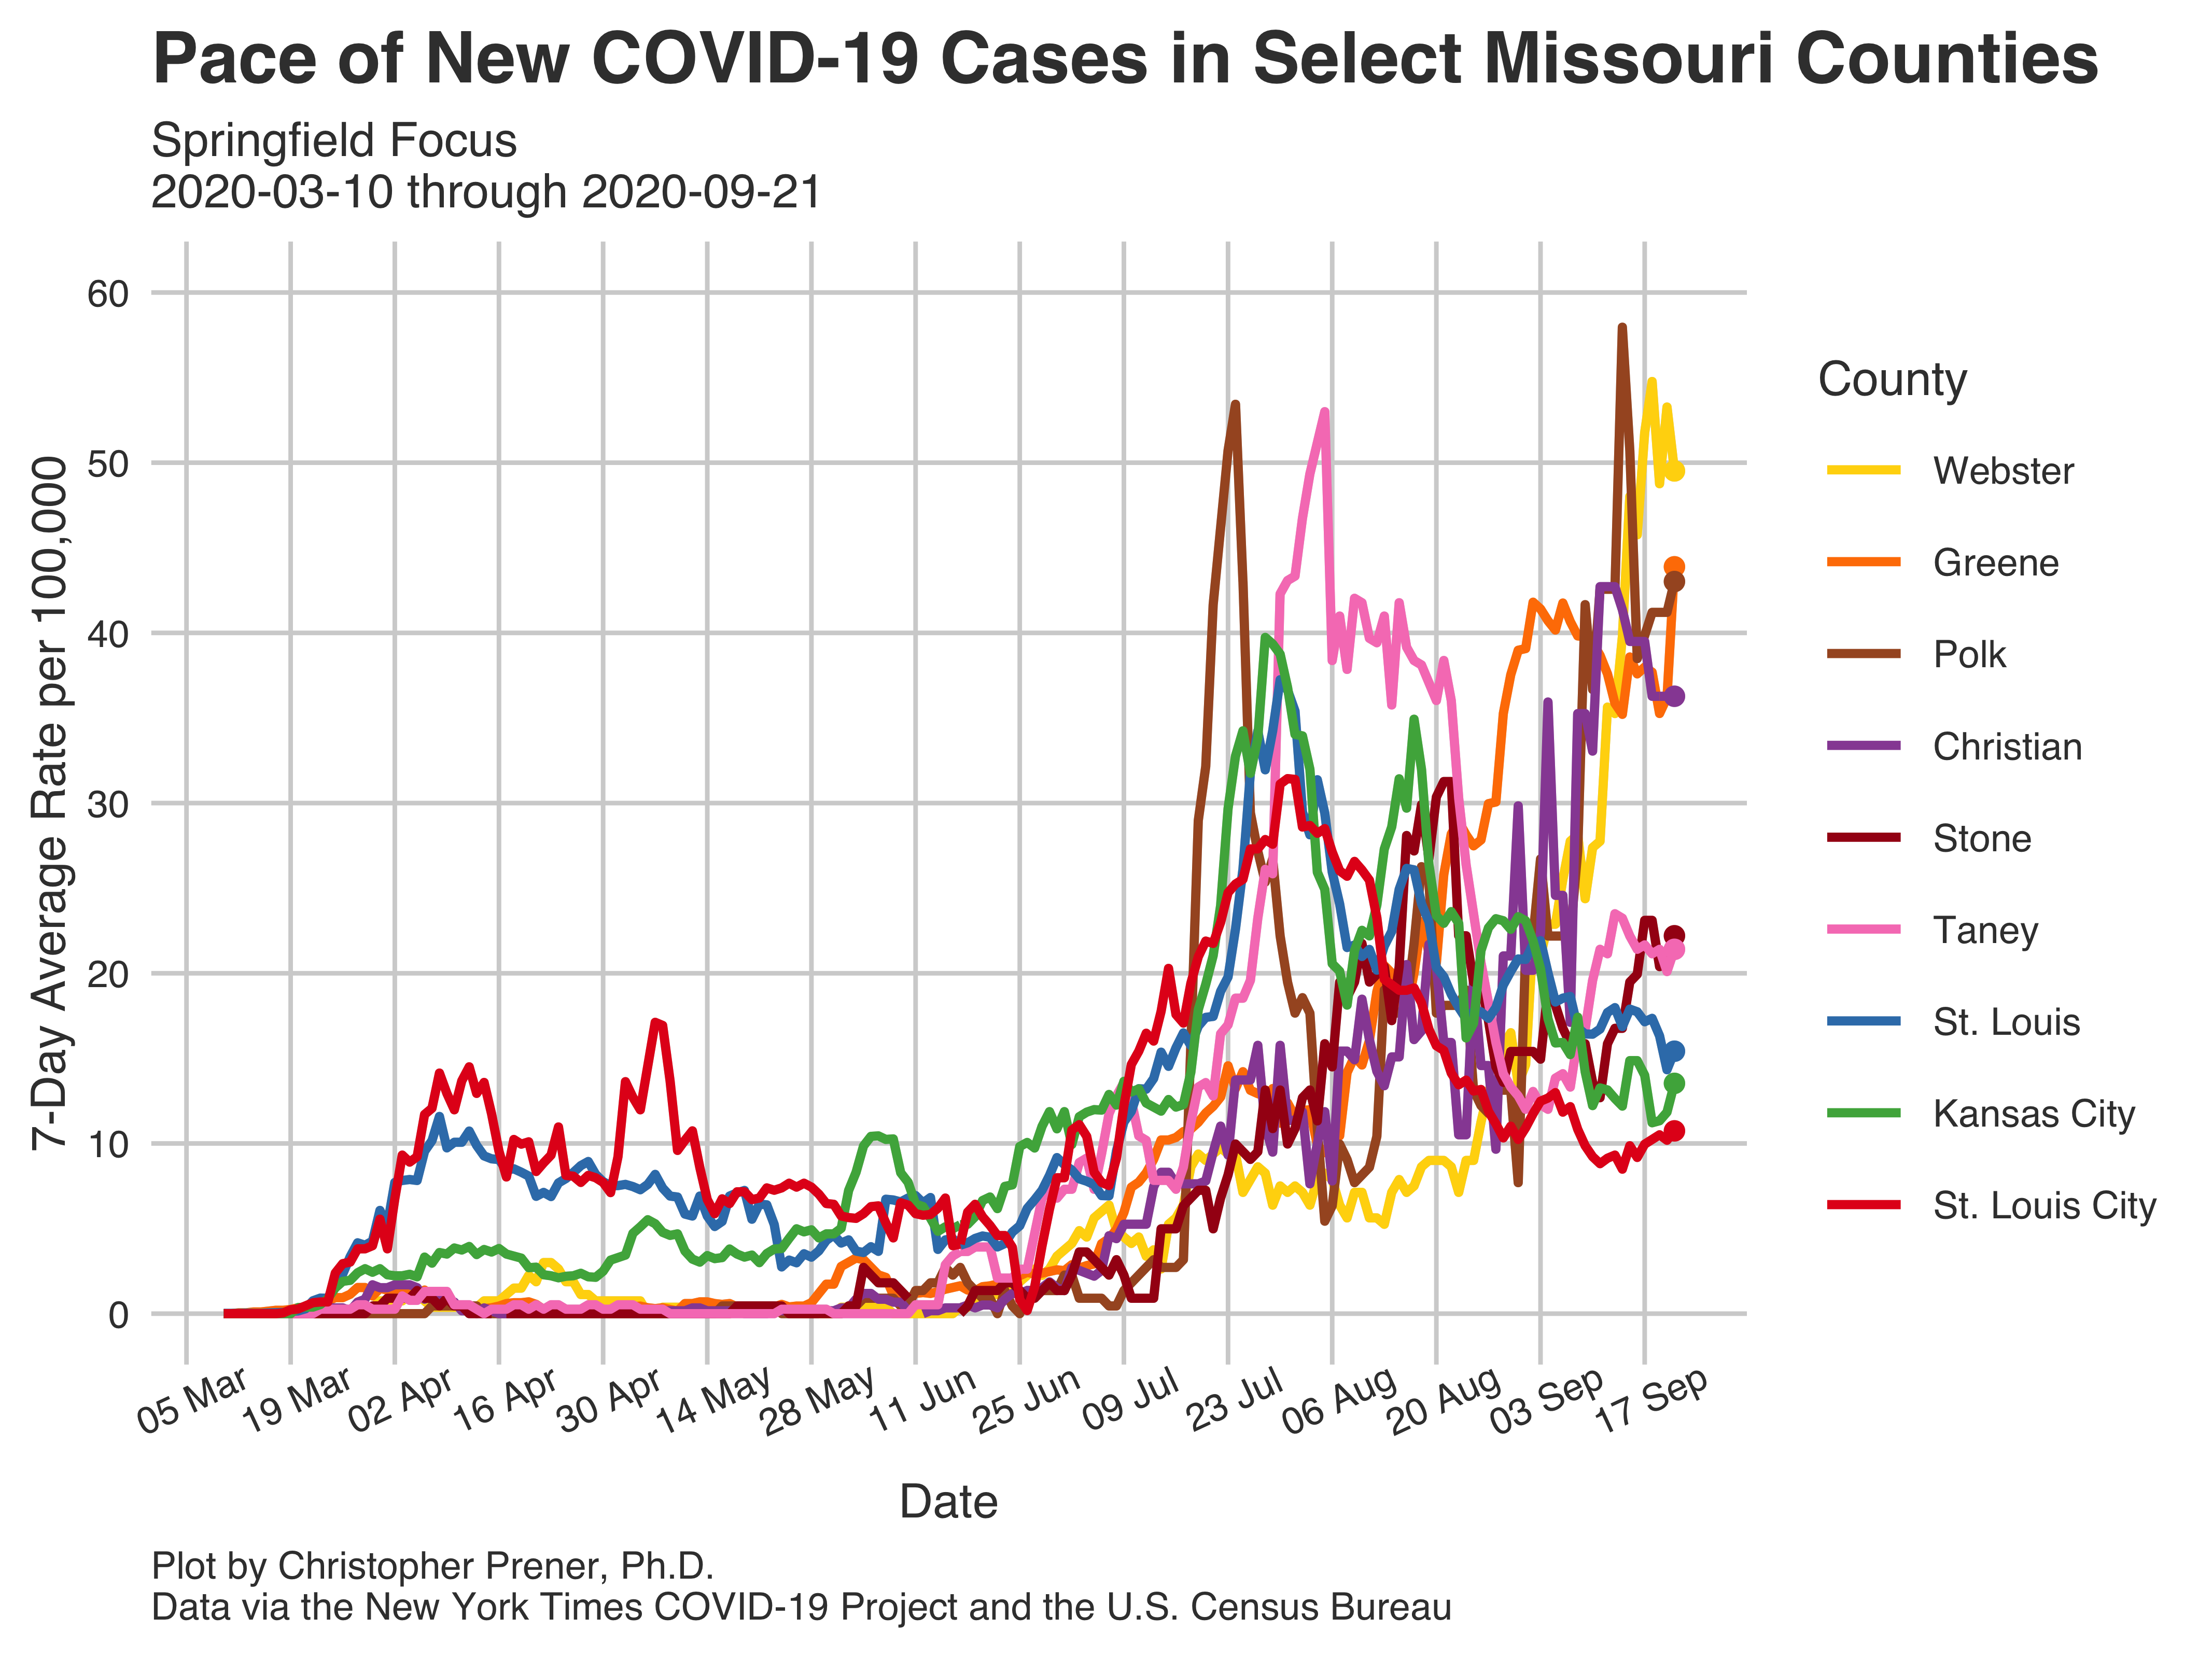 Pace of New COVID-19 Cases in Select Missouri Counties
Springfield Focus
2020-03-10 through 2020-09-21
7-Day Average Rate per 100,000
60
50
40
30
20
10
0
05 Mar
19 Mar
02 Apr
16 Apr
30 Apr
14 May
28 May
11 Jun
25 Jun
09 Jul
23 Jul
06 Aug
20 Aug
03 Sep
17 Sep
Date
County
Webster
Greene
Polk
Christian
Stone
Taney
St. Louis
Kansas City
St. Louis City
Plot by Christopher Prener, Ph.D.
Data via the New York Times COVID-19 Project and the U.S. Census Bureau